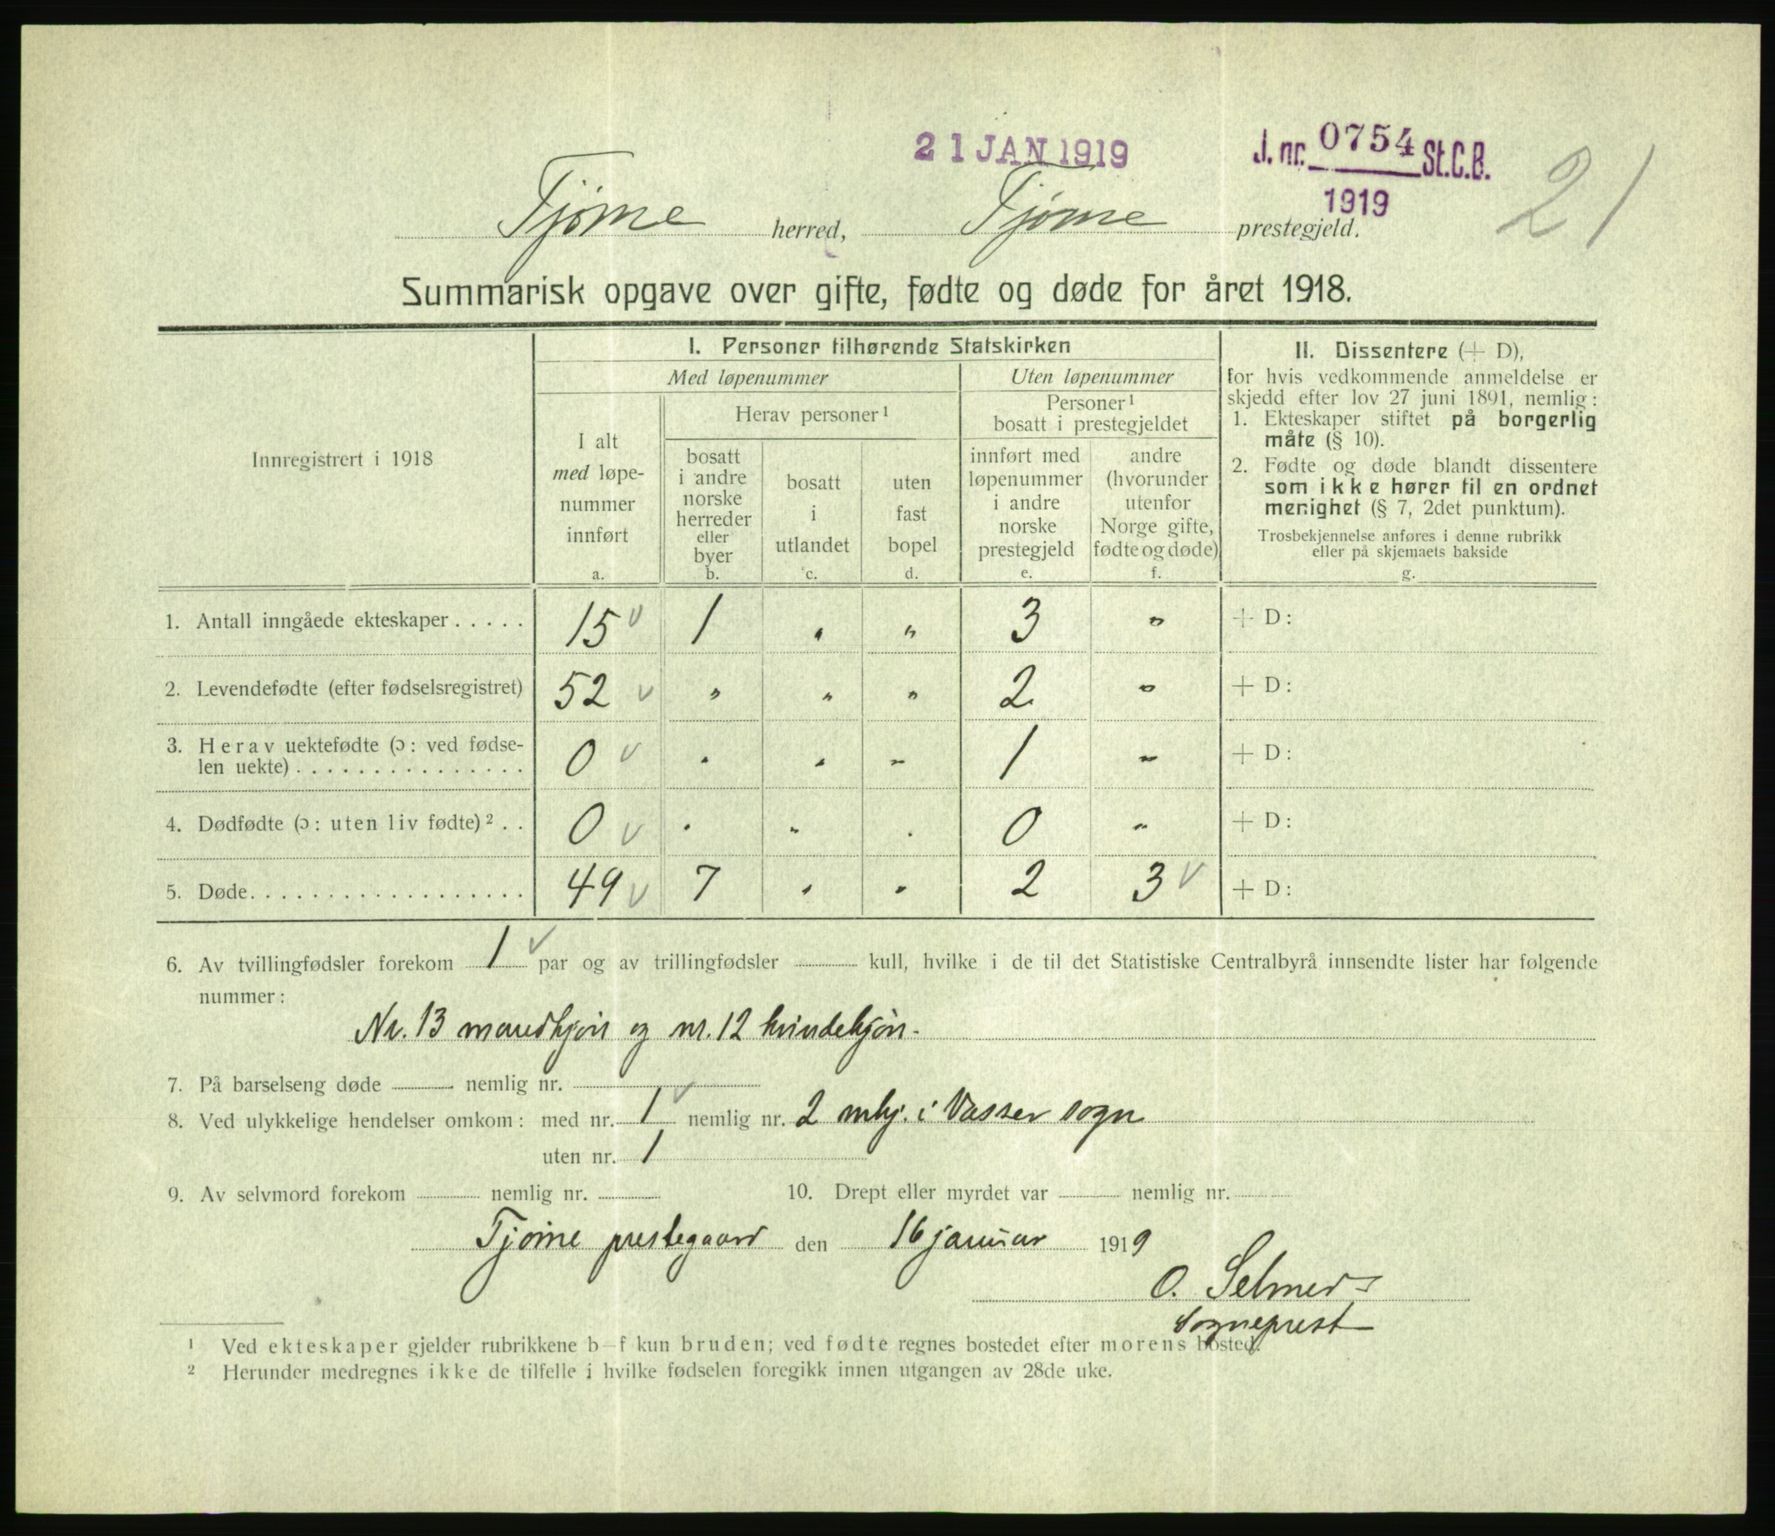 21 JAN 1919
J. nr. 0754 St.C.B.
1919
21
Tjøme herred, Tjøme prestegjeld.
Summarisk opgave over gifte, fødte og døde for året 1918.
Innregistrert i 1918
I. Personer tilhørende Statskirken
Med løpenummer
Uten løpenummer
I alt
med løpe-
nummer
innført
a.
Herav personer¹
bosatt
i andre
norske
herreder
eller
byer
b.
bosatt
i
utlandet
c.
uten
fast
bopel
d.
Personer¹
bosatt i prestegjeldet
innført med
løpenummer
i andre
norske
prestegjeld
e.
andre
(hvorunder
utenfor
Norge gifte,
fødte og døde)
f.
II. Dissentere (+ D),
for hvis vedkommende anmeldelse er
skjedd efter lov 27 juni 1891, nemlig:
1. Ekteskaper stiftet på borgerlig
måte (§ 10).
2. Fødte og døde blandt dissentere
som ikke hører til en ordnet
menighet (§ 7, 2det punktum).
Trosbekjennelse anføres i denne rubrikk
eller på skjemaets bakside
g.
1. Antall inngåede ekteskaper . . . . . 15 1 " " 3 " + D:
2. Levendefødte (efter fødselsregistret) 52 " " " 2 " + D:
3. Herav uektefødte (ɔ: ved fødse-
len uekte) . . . . . . . . . . . . . . . 0 " " " 1 " + D:
4. Dødfødte (ɔ: uten liv fødte)² . . 0 " " " 0 " + D:
5. Døde. . . . . . . . . . . . . . . . . . 49 7 " " 2 3 + D:
6. Av tvillingfødsler forekom 1 par og av trillingfødsler kull, hvilke i de til det Statistiske Centralbyrå innsendte lister har følgende
nummer:
Nr. 13 mandkjøn og nr. 12 kvindekjøn.
7. På barselseng døde nemlig nr.
8. Ved ulykkelige hendelser omkom: med nr. 1 nemlig nr. 2 mkj. i Vasser sogn
uten nr. 1
9. Av selvmord forekom nemlig nr. 10. Drept eller myrdet var nemlig nr.
Tjøme prestegaard den 16 januar 1919
O. Selmer
Sogneprest
¹ Ved ekteskaper gjelder rubrikkene b–f kun bruden; ved fødte regnes bostedet efter morens bosted.
² Herunder medregnes ikke de tilfelle i hvilke fødselen foregikk innen utgangen av 28de uke.